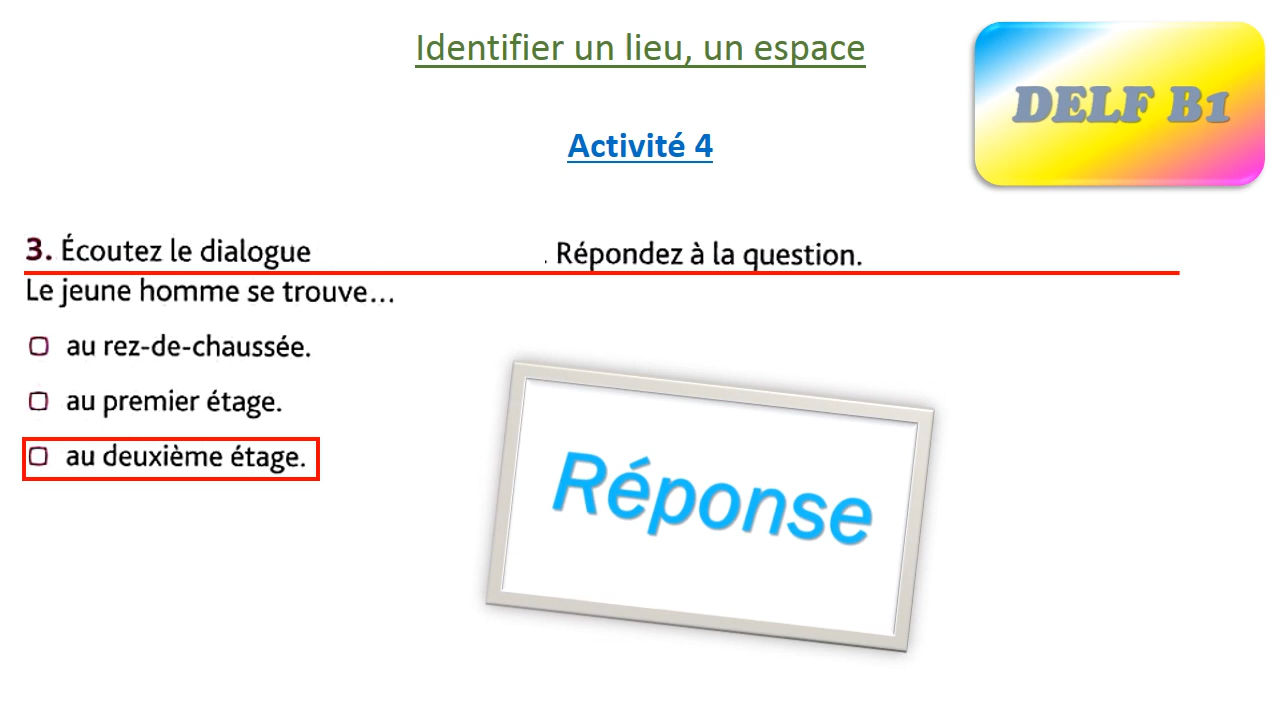 Identifier un lieu, un espace
DELF B1
Activité 4
3. Écoutez le dialogue . Répondez à la question.
Le jeune homme se trouve...
au rez-de-chaussée.
au premier étage.
au deuxième étage.
Réponse